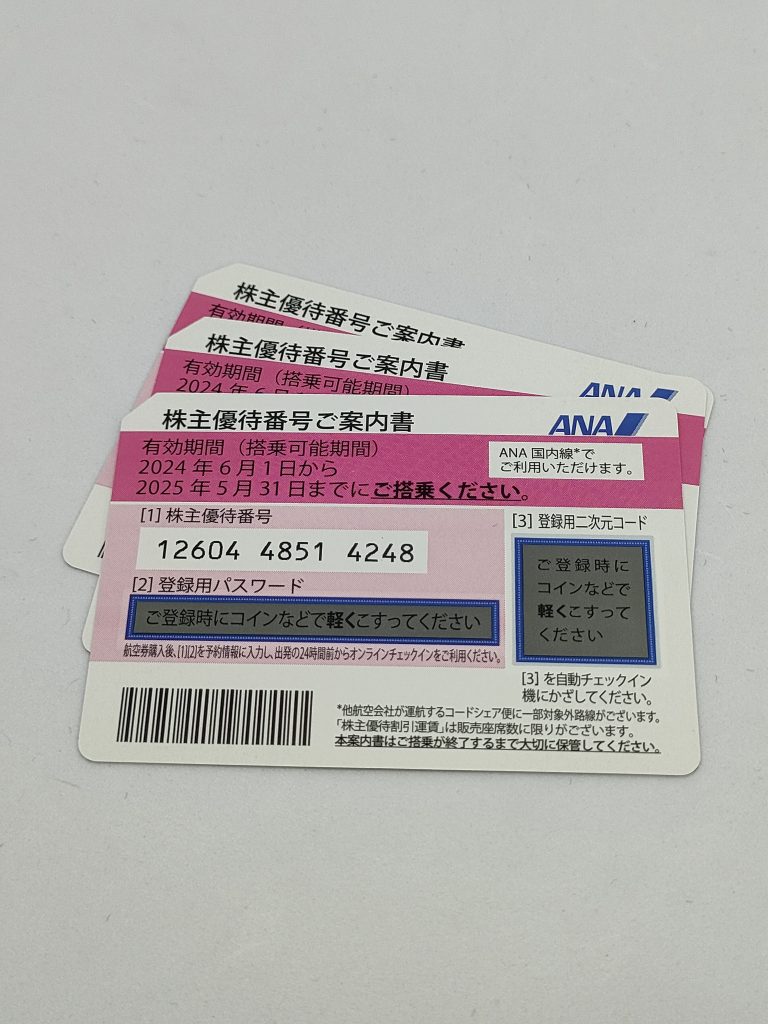 株主優待番号ご案内書
有効期間
株主優待番号ご案内書
ANA
有効期間（搭乗可能期間）
2024 年 6
株主優待番号ご案内書
ANA
有効期間（搭乗可能期間）
2024 年 6 月 1 日から
2025 年 5 月 31 日までにご搭乗ください。
ANA 国内線*で
ご利用いただけます。
[1] 株主優待番号
12604 4851 4248
[2] 登録用パスワード
ご登録時にコインなどで軽くこすってください
航空券購入後、[1][2]を予約情報に入力し、出発の24時間前からオンラインチェックインをご利用ください。
[3] 登録用二次元コード
ご登録時に
コインなどで
軽くこすって
ください
[3] を自動チェックイン
機にかざしてください。
*他航空会社が運航するコードシェア便に一部対象外路線がございます。
「株主優待割引運賃」は販売座席数に限りがございます。
本案内書はご搭乗が終了するまで大切に保管してください。